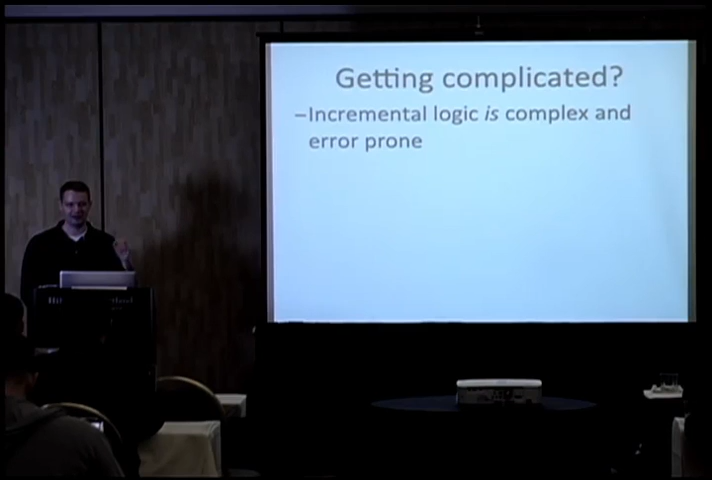 Getting complicated?
–Incremental logic is complex and
error prone